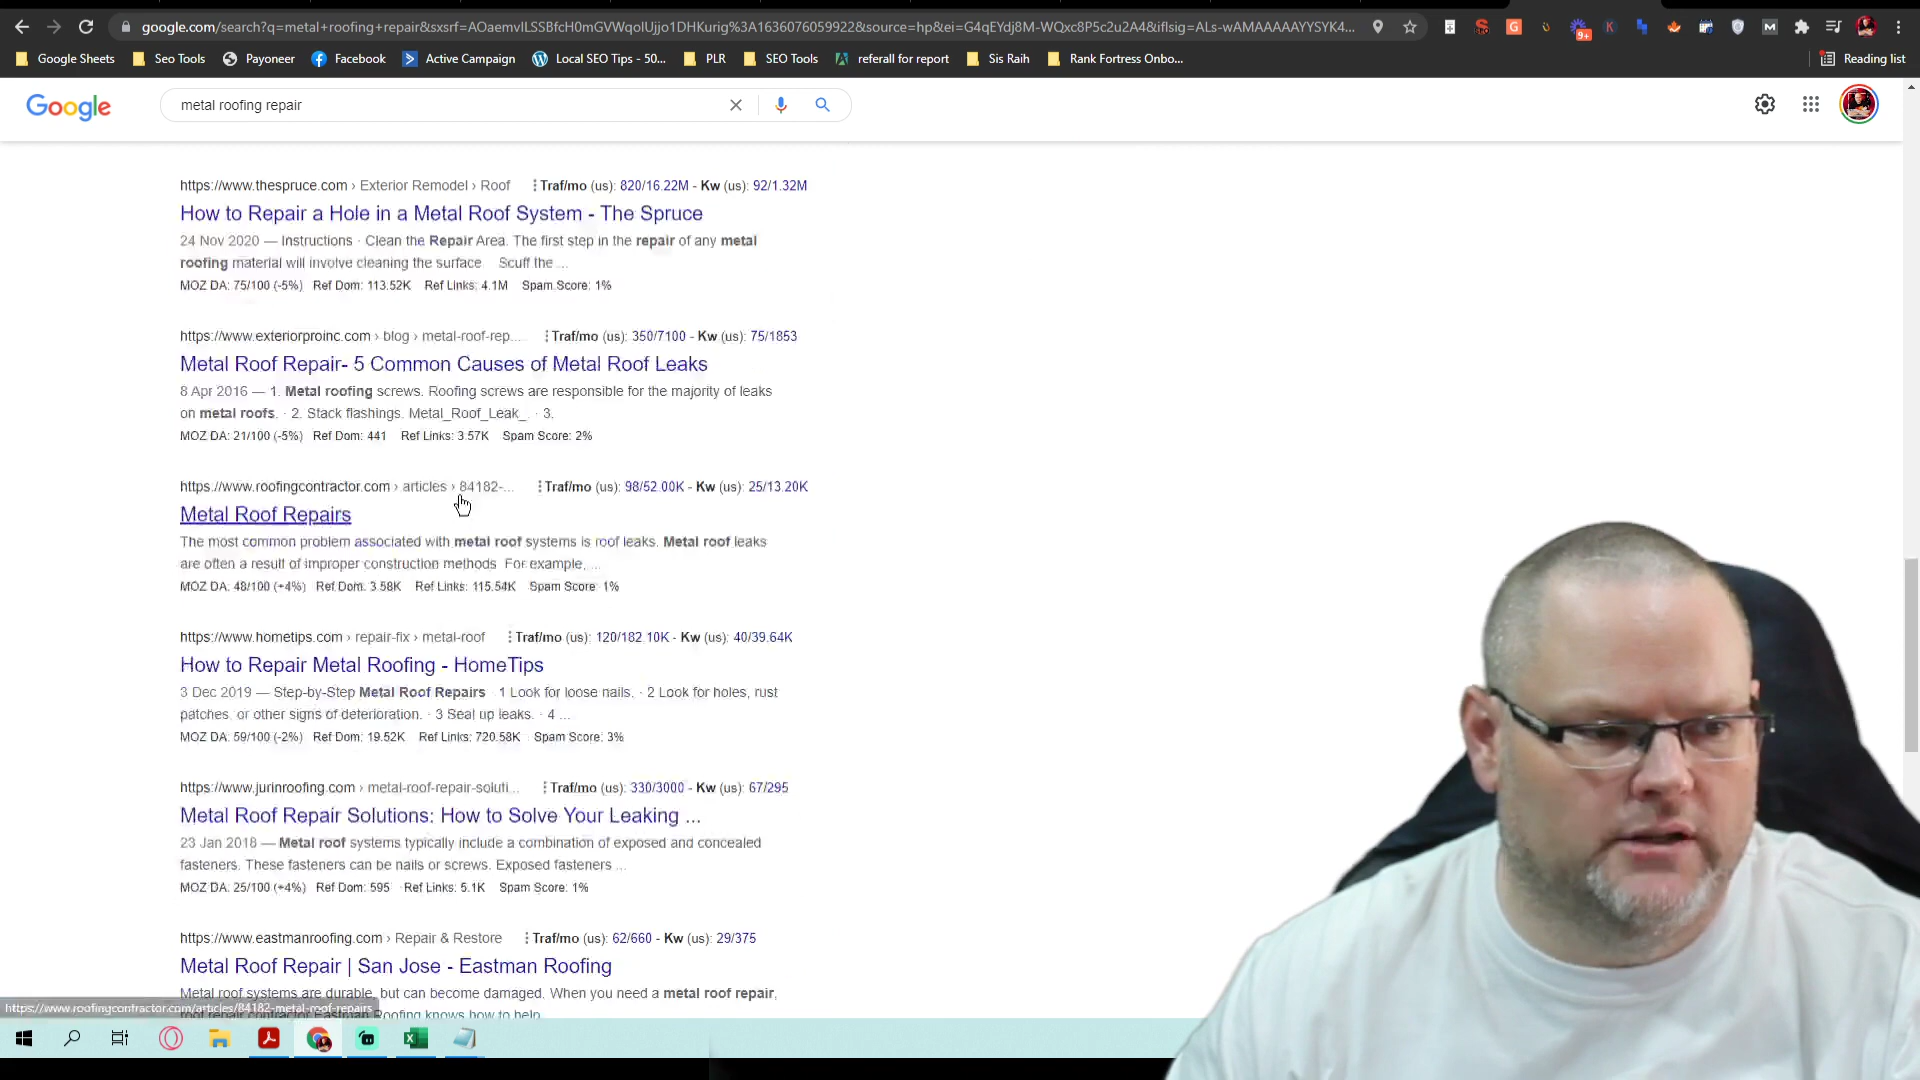 google.com/search?q=metal+roofing+repair&sxsrf=AOaemvILSSBfcH0mGVWqolUjjo1DHKurig%3A1636076059922&source=hp&ei=G4qEYdj8M-WQxc8P5c2u2A4&iflsig=ALs-wAMAAAAAYYSYK4...
9+
Google Sheets SEO Tools Payoneer Facebook Active Campaign Local SEO Tips - 50... PLR SEO Tools referall for report Sis Raih Rank Fortress Onbo... Reading list
Google metal roofing repair
https://www.thespruce.com › Exterior Remodel › Roof Traf/mo (us): 820/16.22M - Kw (us): 92/1.32M
How to Repair a Hole in a Metal Roof System - The Spruce
24 Nov 2020 — Instructions · Clean the Repair Area. The first step in the repair of any metal
roofing material will involve cleaning the surface Scuff the ...
MOZ DA: 75/100 (-5%) Ref Dom: 113.52K Ref Links: 4.1M Spam Score: 1%
https://www.exteriorproinc.com › blog › metal-roof-rep... Traf/mo (us): 350/7100 - Kw (us): 75/1853
Metal Roof Repair- 5 Common Causes of Metal Roof Leaks
8 Apr 2016 — 1. Metal roofing screws. Roofing screws are responsible for the majority of leaks
on metal roofs. · 2. Stack flashings. Metal_Roof_Leak_ · 3.
MOZ DA: 21/100 (-5%) Ref Dom: 441 Ref Links: 3.57K Spam Score: 2%
https://www.roofingcontractor.com › articles › 84182-... Traf/mo (us): 98/52.00K - Kw (us): 25/13.20K
Metal Roof Repairs
The most common problem associated with metal roof systems is roof leaks. Metal roof leaks
are often a result of improper construction methods For example, ...
MOZ DA: 48/100 (+4%) Ref Dom: 3.58K Ref Links: 115.54K Spam Score: 1%
https://www.hometips.com › repair-fix › metal-roof Traf/mo (us): 120/182.10K - Kw (us): 40/39.64K
How to Repair Metal Roofing - HomeTips
3 Dec 2019 — Step-by-Step Metal Roof Repairs · 1 Look for loose nails. · 2 Look for holes, rust
patches, or other signs of deterioration. · 3 Seal up leaks. · 4 ...
MOZ DA: 59/100 (-2%) Ref Dom: 19.52K Ref Links: 720.58K Spam Score: 3%
https://www.jurinroofing.com › metal-roof-repair-soluti... Traf/mo (us): 330/3000 - Kw (us): 67/295
Metal Roof Repair Solutions: How to Solve Your Leaking ...
23 Jan 2018 — Metal roof systems typically include a combination of exposed and concealed
fasteners. These fasteners can be nails or screws. Exposed fasteners ...
MOZ DA: 25/100 (+4%) Ref Dom: 595 Ref Links: 5.1K Spam Score: 1%
https://www.eastmanroofing.com › Repair & Restore Traf/mo (us): 62/660 - Kw (us): 29/375
Metal Roof Repair | San Jose - Eastman Roofing
Metal roof systems are durable, but can become damaged. When you need a metal roof repair,
https://www.roofingcontractor.com/articles/84182-metal-roof-repairs
Roofing knows how to help